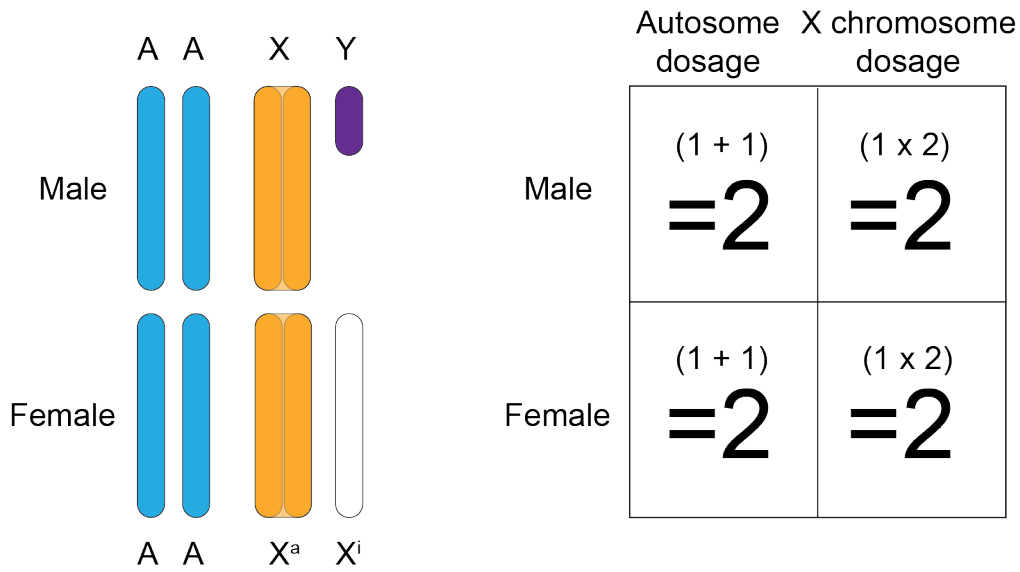 A A X Y
Male
Female
A A Xᵃ Xⁱ
Autosome dosage
X chromosome dosage
Male
(1 + 1)
=2
(1 x 2)
=2
Female
(1 + 1)
=2
(1 x 2)
=2